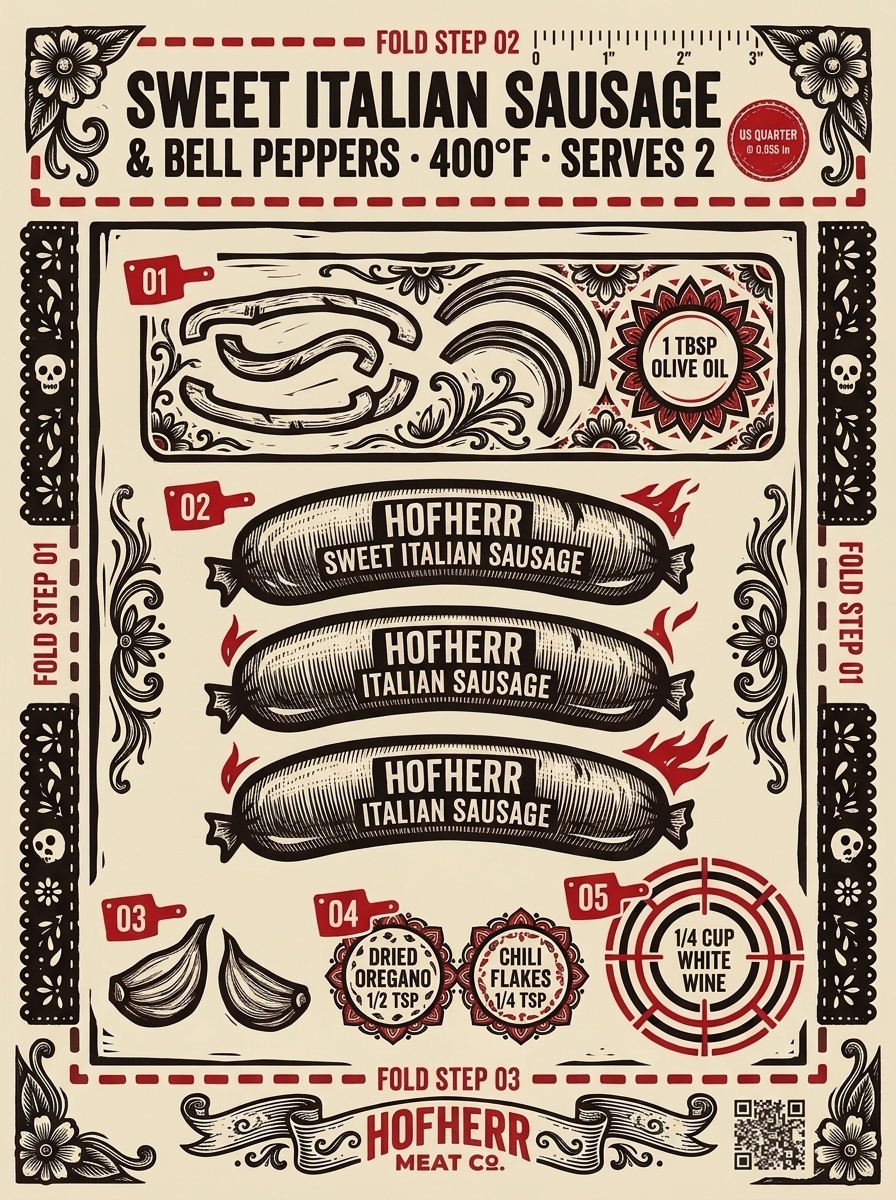 FOLD STEP 02
0 1" 2" 3"
SWEET ITALIAN SAUSAGE
& BELL PEPPERS · 400°F · SERVES 2
US QUARTER
@ 0.055 In
01
1 TBSP
OLIVE OIL
02
HOFHERR
SWEET ITALIAN SAUSAGE
FOLD STEP 01
FOLD STEP 01
HOFHERR
ITALIAN SAUSAGE
HOFHERR
ITALIAN SAUSAGE
03
04
DRIED
OREGANO
1/2 TSP
CHILI
FLAKES
1/4 TSP
05
1/4 CUP
WHITE
WINE
FOLD STEP 03
HOFHERR
MEAT Cº.